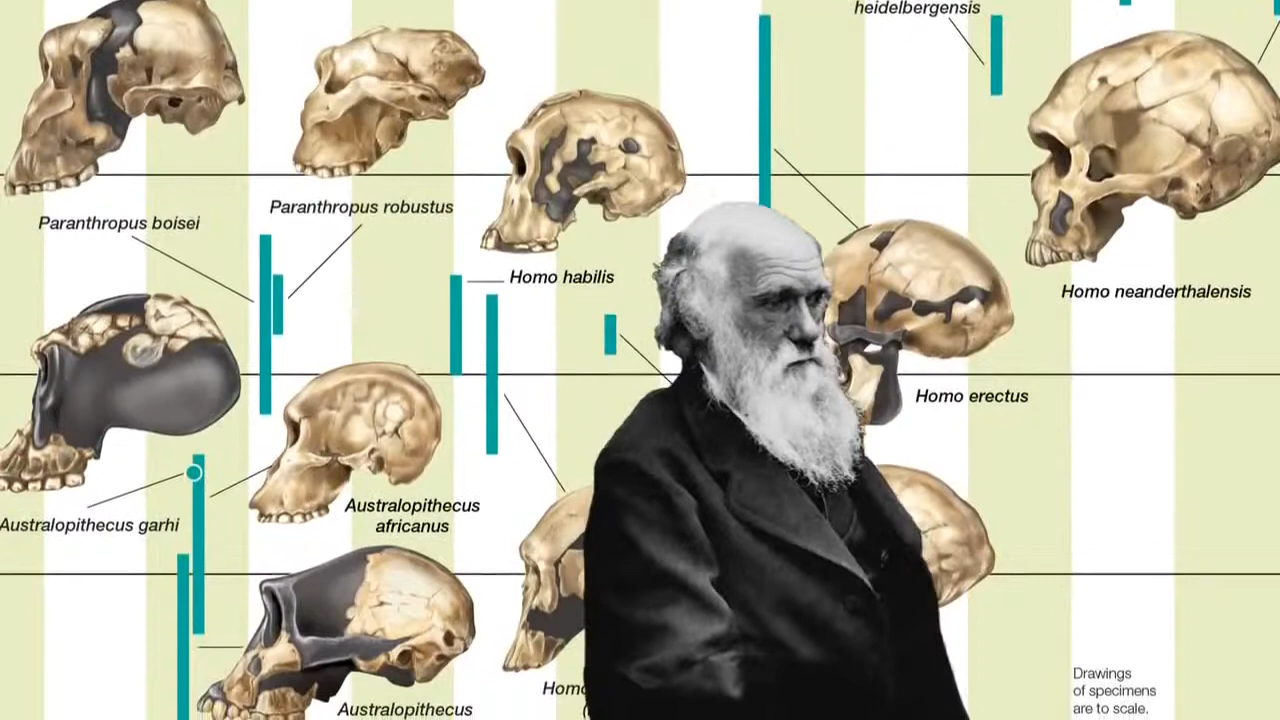 heidelbergensis
Paranthropus boisei
Paranthropus robustus
Homo habilis
Homo neanderthalensis
Homo erectus
Australopithecus garhi
Australopithecus
africanus
Homo
Australopithecus
Drawings
of specimens
are to scale.